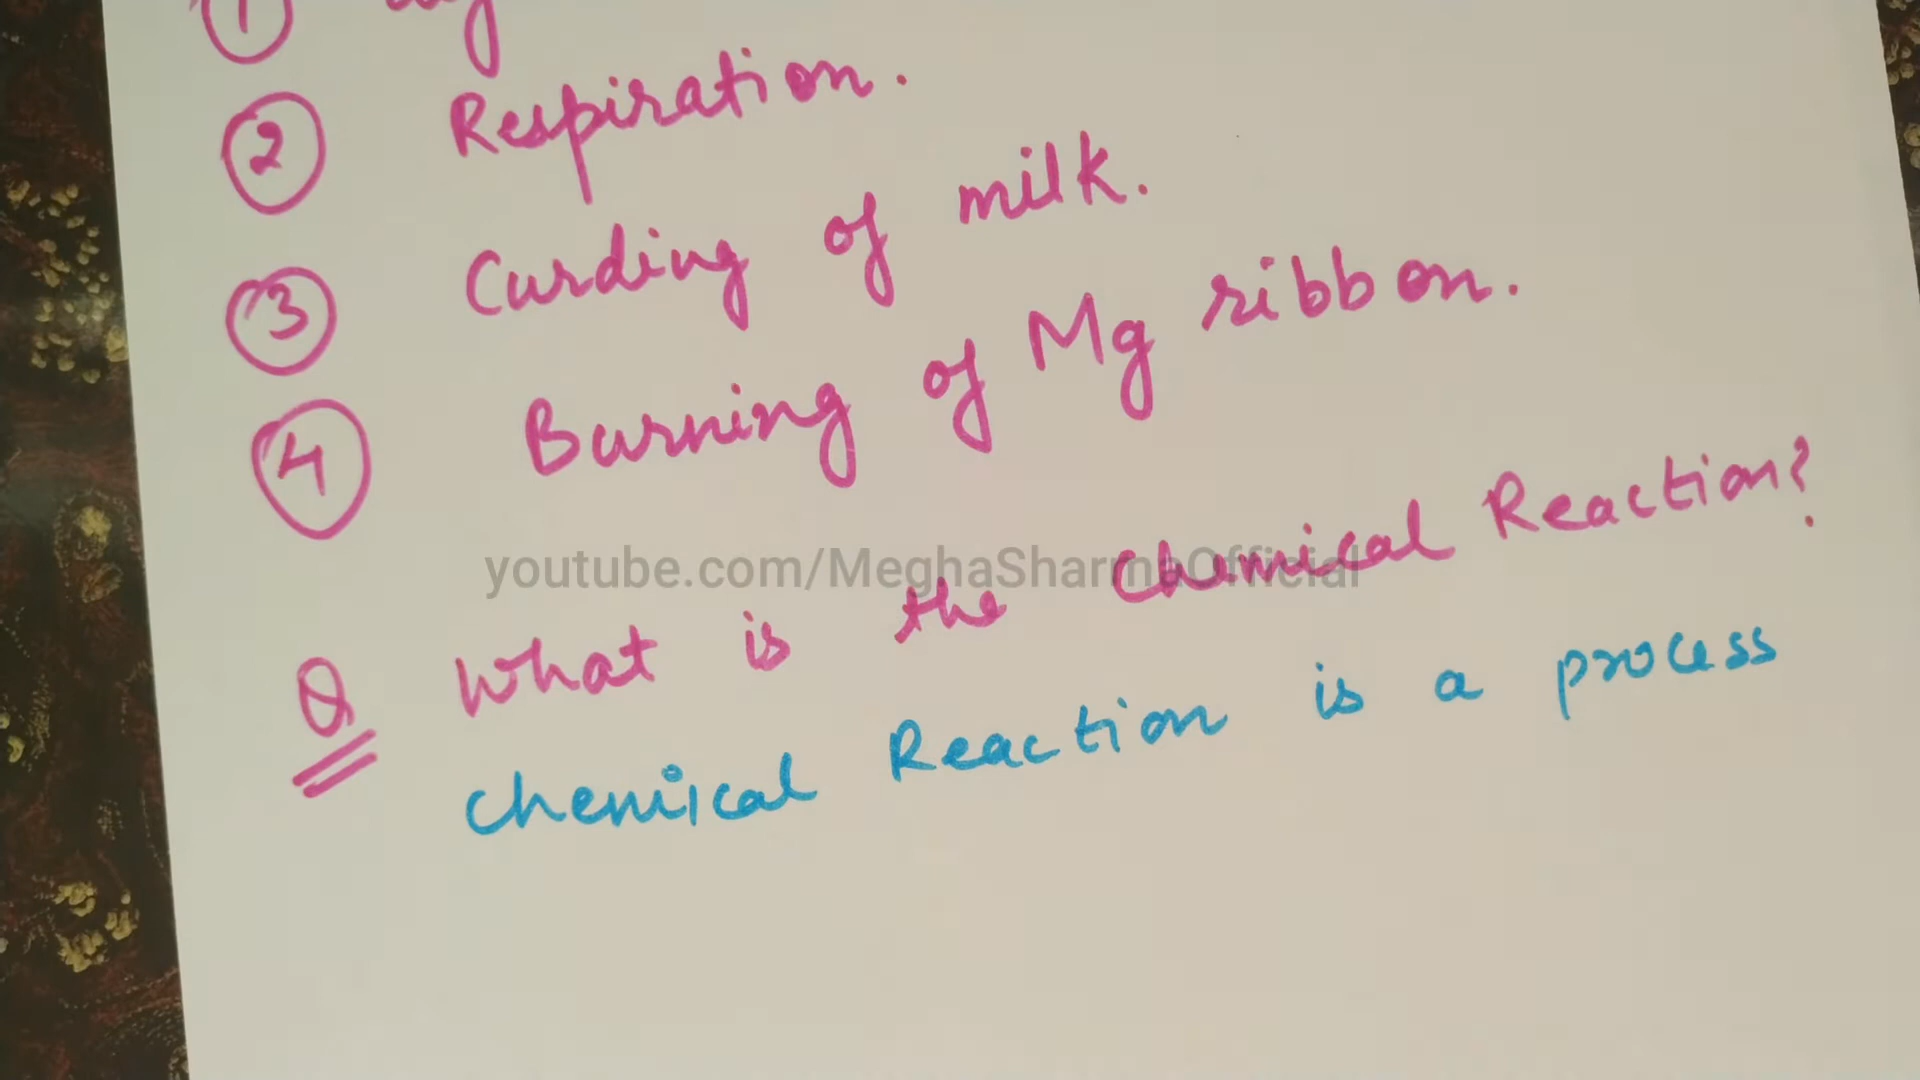 1
2 Respiration.
3 Curding of milk.
4 Burning of Mg ribbon.
youtube.com/MeghaSharmaOfficial
Q What is the Chemical Reaction?
Chemical Reaction is a process